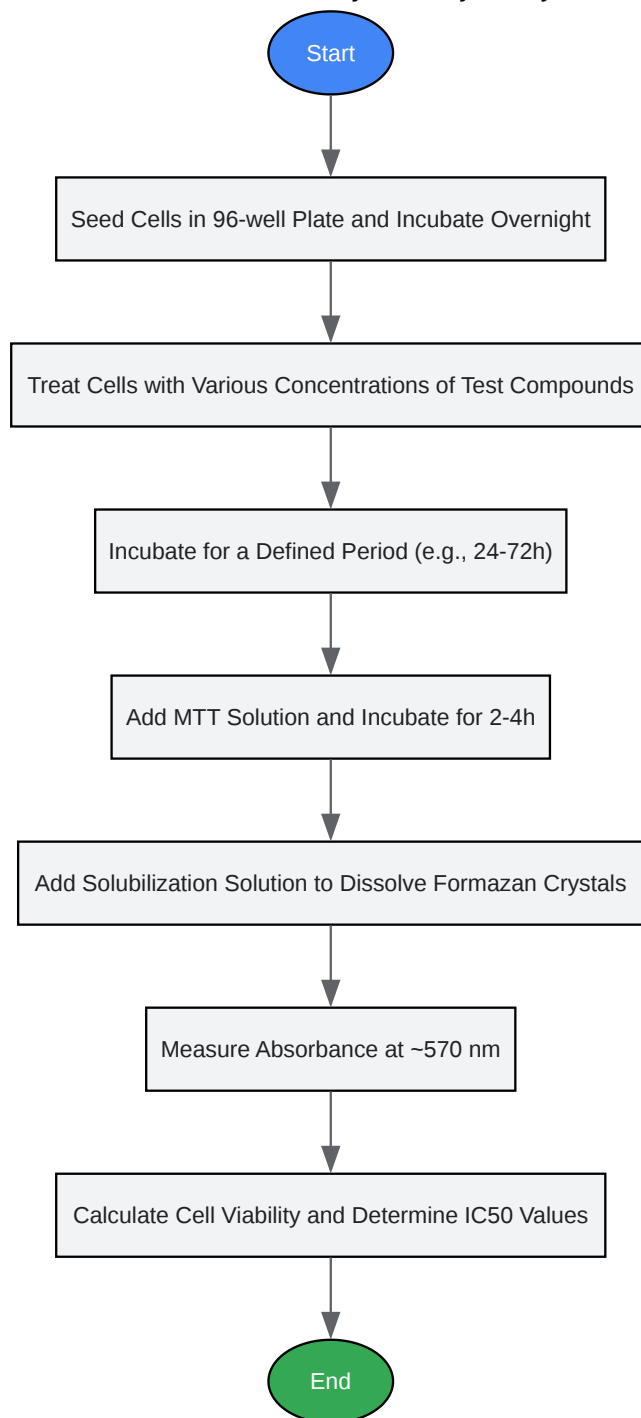 Start
Seed Cells in 96-well Plate and Incubate Overnight
Treat Cells with Various Concentrations of Test Compounds
Incubate for a Defined Period (e.g., 24-72h)
Add MTT Solution and Incubate for 2-4h
Add Solubilization Solution to Dissolve Formazan Crystals
Measure Absorbance at ~570 nm
Calculate Cell Viability and Determine IC50 Values
End